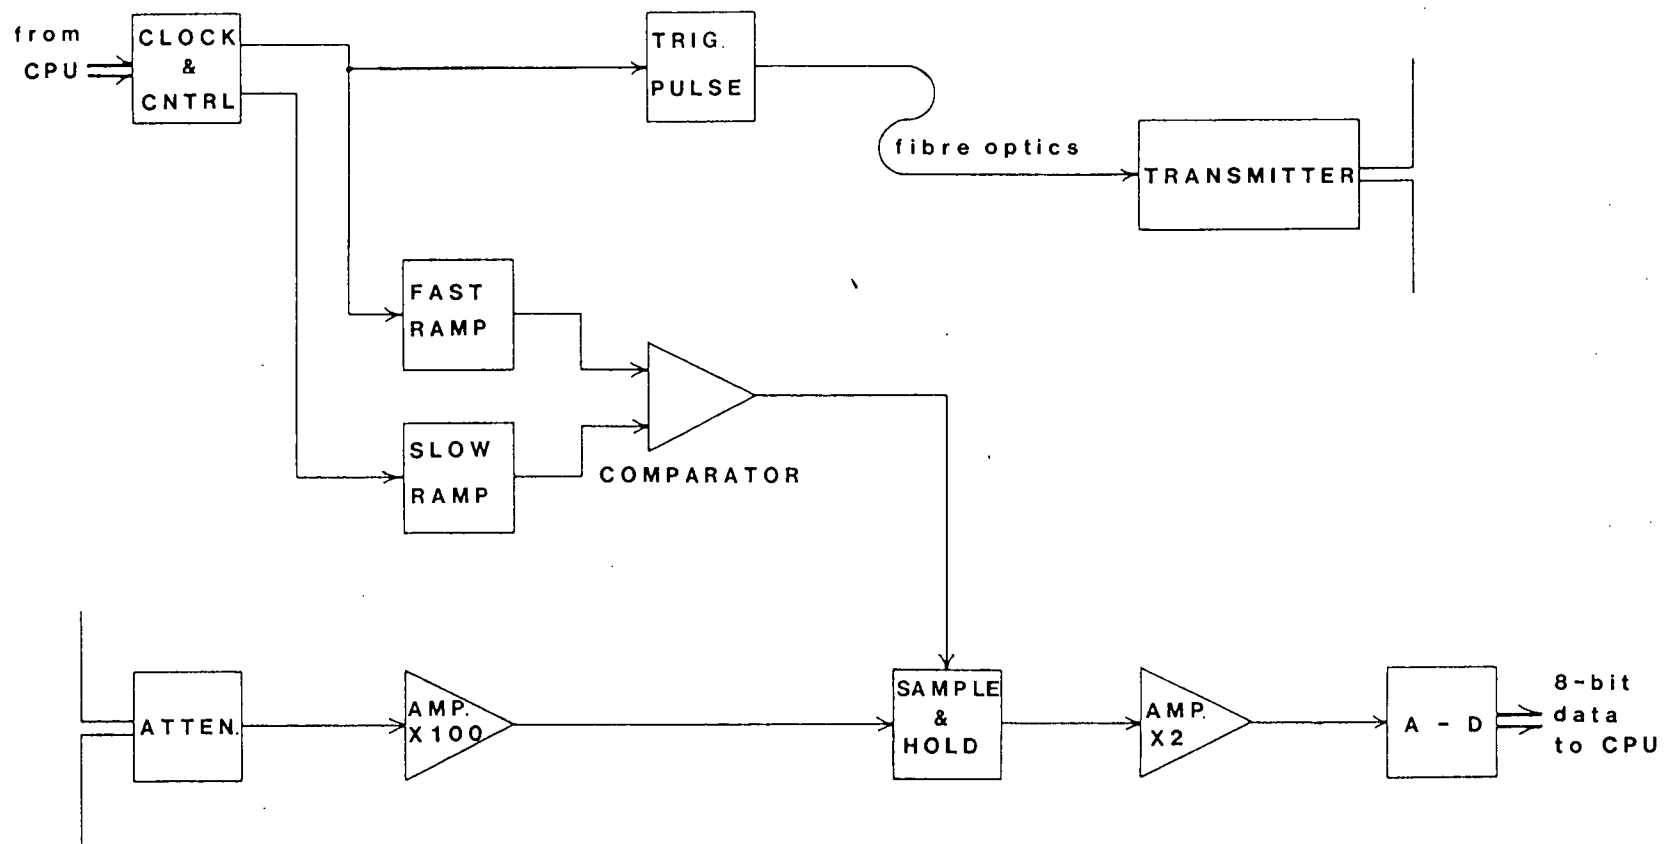 from
CPU
CLOCK
&
CNTRL
TRIG.
PULSE
fibre optics
TRANSMITTER
FAST
RAMP
SLOW
RAMP
COMPARATOR
ATTEN.
AMP.
X100
SAMPLE
&
HOLD
AMP.
X2
A - D
8-bit
data
to CPU